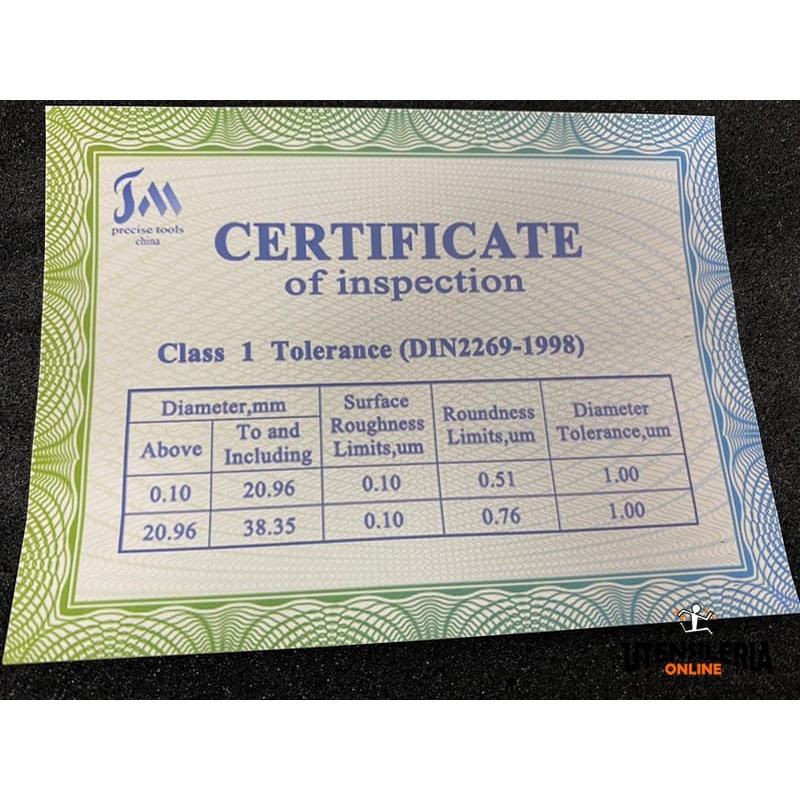 JM
precise tools
china
CERTIFICATE
of inspection
Class 1 Tolerance (DIN2269-1998)
Diameter,mm
Above
To and
Including
Surface
Roughness
Limits,um
Roundness
Limits,um
Diameter
Tolerance,um
0.10 20.96 0.10 0.51 1.00
20.96 38.35 0.10 0.76 1.00
UTENSILERIA
ONLINE